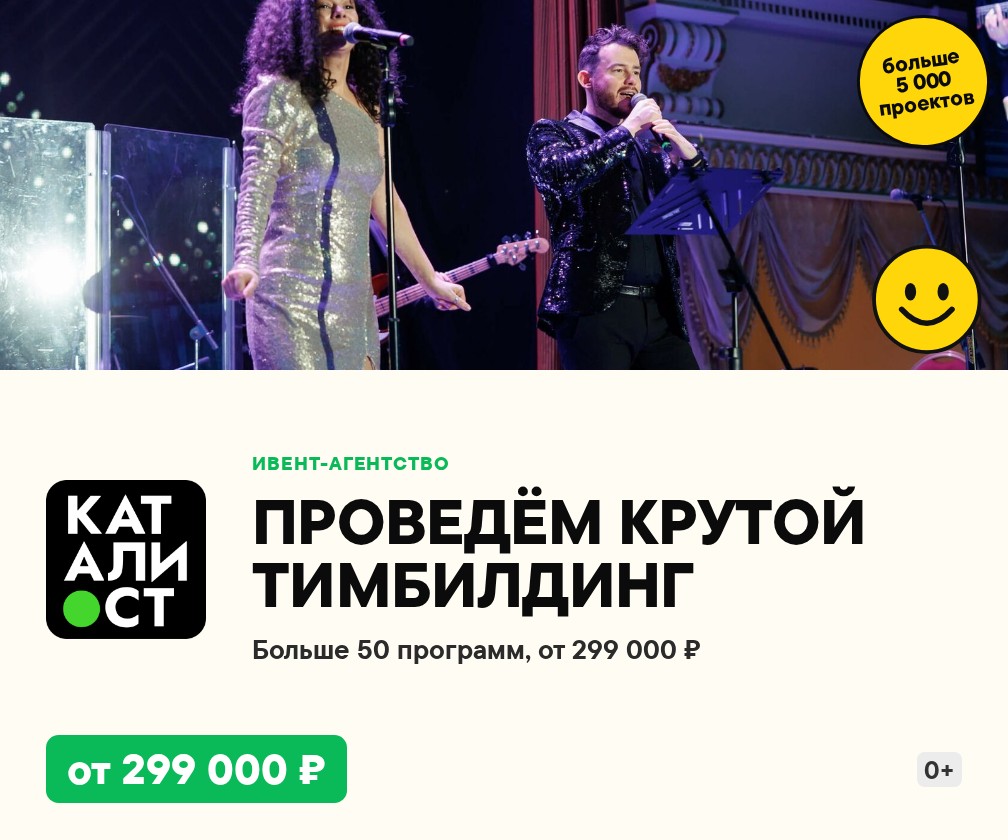 больше
5 000
проектов
ИВЕНТ-АГЕНТСТВО
КАТ
АЛИ
СТ
ПРОВЕДЁМ КРУТОЙ
ТИМБИЛДИНГ
Больше 50 программ, от 299 000 ₽
от 299 000 ₽
0+